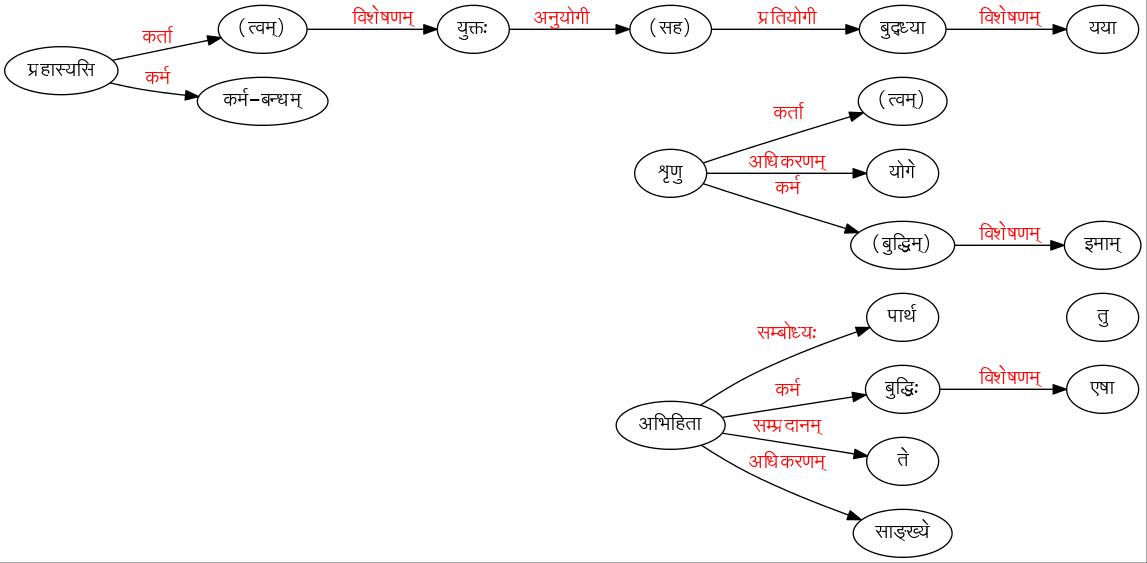 प्रहास्यसि
कर्ता
(त्वम्)
विशेषणम्
युक्तः
अनुयोगी
(सह)
प्रतियोगी
बुद्ध्या
विशेषणम्
यया
कर्म
कर्म-बन्धम्
शृणु
कर्ता
(त्वम्)
अधिकरणम्
योगे
कर्म
(बुद्धिम्)
विशेषणम्
इमाम्
तु
अभिहिता
सम्बोध्यः
पार्थ
कर्म
बुद्धिः
विशेषणम्
एषा
सम्प्रदानम्
ते
अधिकरणम्
साङ्ख्ये